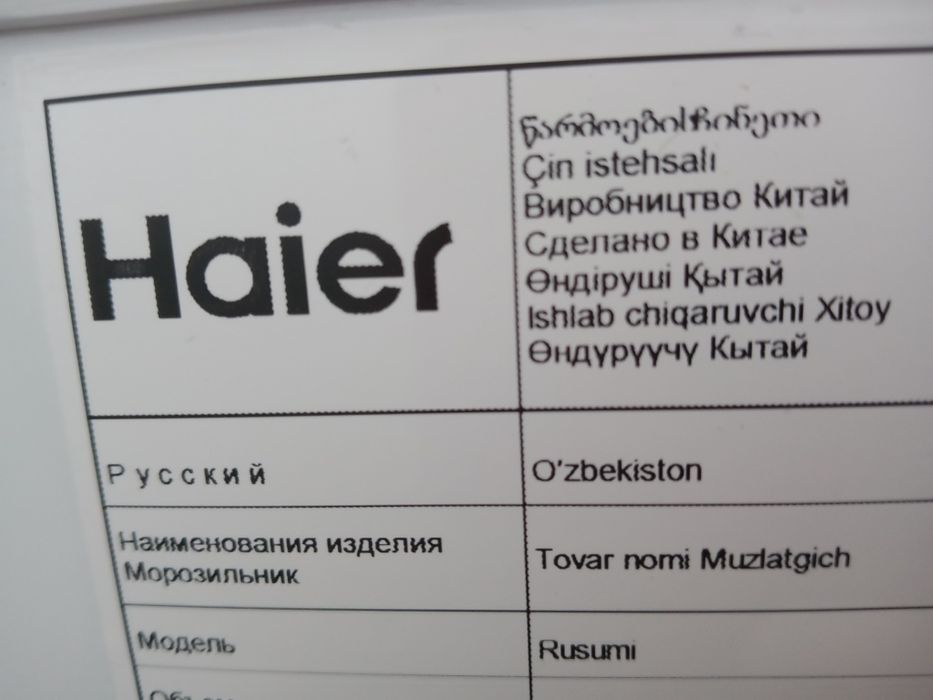 Haier
წარმოებისჩინეთი
Çin istehsalı
Виробництво Китай
Сделано в Китае
Өндіруші Қытай
Ishlab chiqaruvchi Xitoy
Өндүрүүчү Кытай
Русский
O'zbekiston
Наименования изделия
Морозильник
Tovar nomi Muzlatgich
Модель
Rusumi